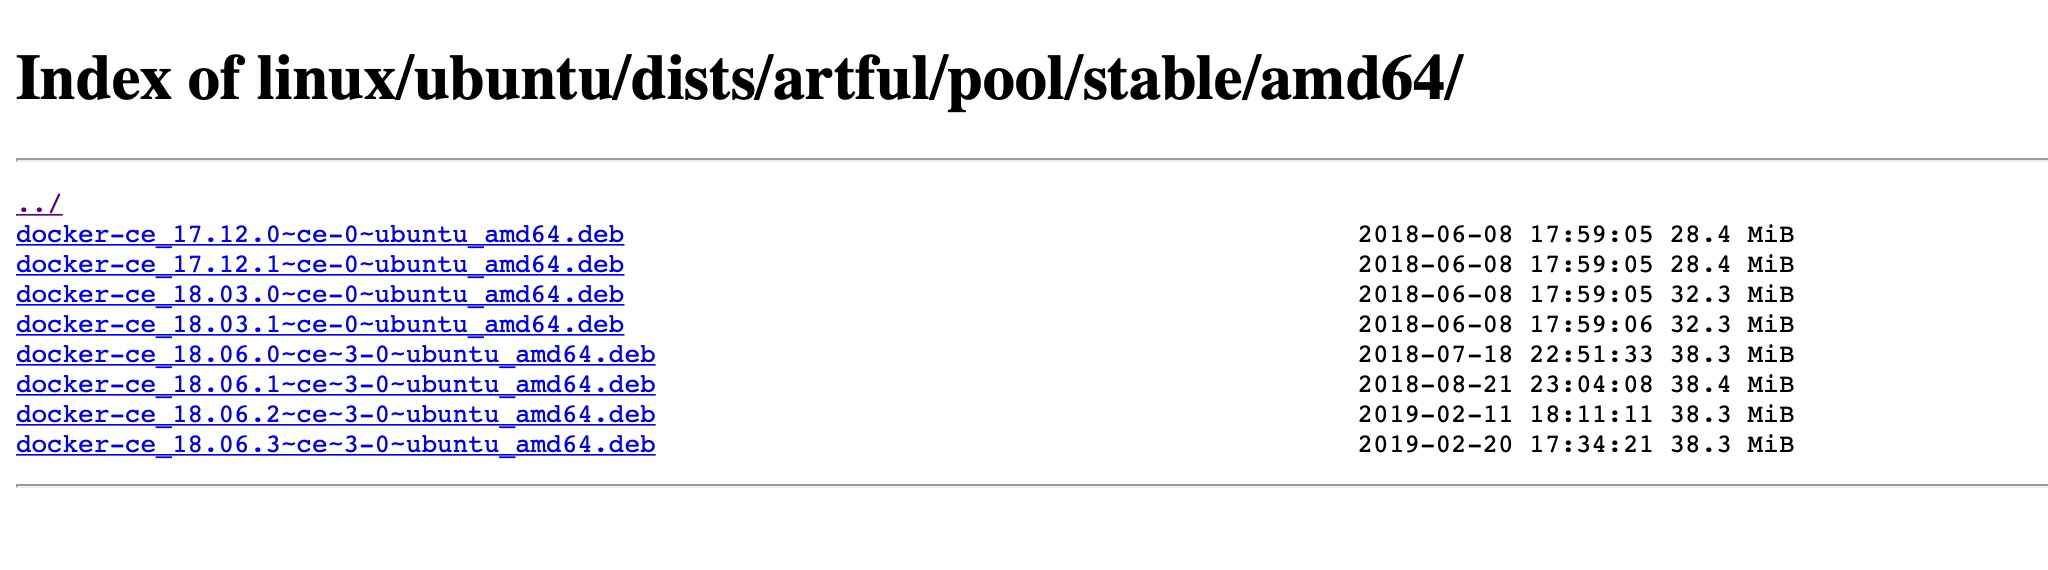 Index of linux/ubuntu/dists/artful/pool/stable/amd64/
../
docker-ce_17.12.0~ce-0~ubuntu_amd64.deb 2018-06-08 17:59:05 28.4 MiB
docker-ce_17.12.1~ce-0~ubuntu_amd64.deb 2018-06-08 17:59:05 28.4 MiB
docker-ce_18.03.0~ce-0~ubuntu_amd64.deb 2018-06-08 17:59:05 32.3 MiB
docker-ce_18.03.1~ce-0~ubuntu_amd64.deb 2018-06-08 17:59:06 32.3 MiB
docker-ce_18.06.0~ce~3-0~ubuntu_amd64.deb 2018-07-18 22:51:33 38.3 MiB
docker-ce_18.06.1~ce~3-0~ubuntu_amd64.deb 2018-08-21 23:04:08 38.4 MiB
docker-ce_18.06.2~ce~3-0~ubuntu_amd64.deb 2019-02-11 18:11:11 38.3 MiB
docker-ce_18.06.3~ce~3-0~ubuntu_amd64.deb 2019-02-20 17:34:21 38.3 MiB